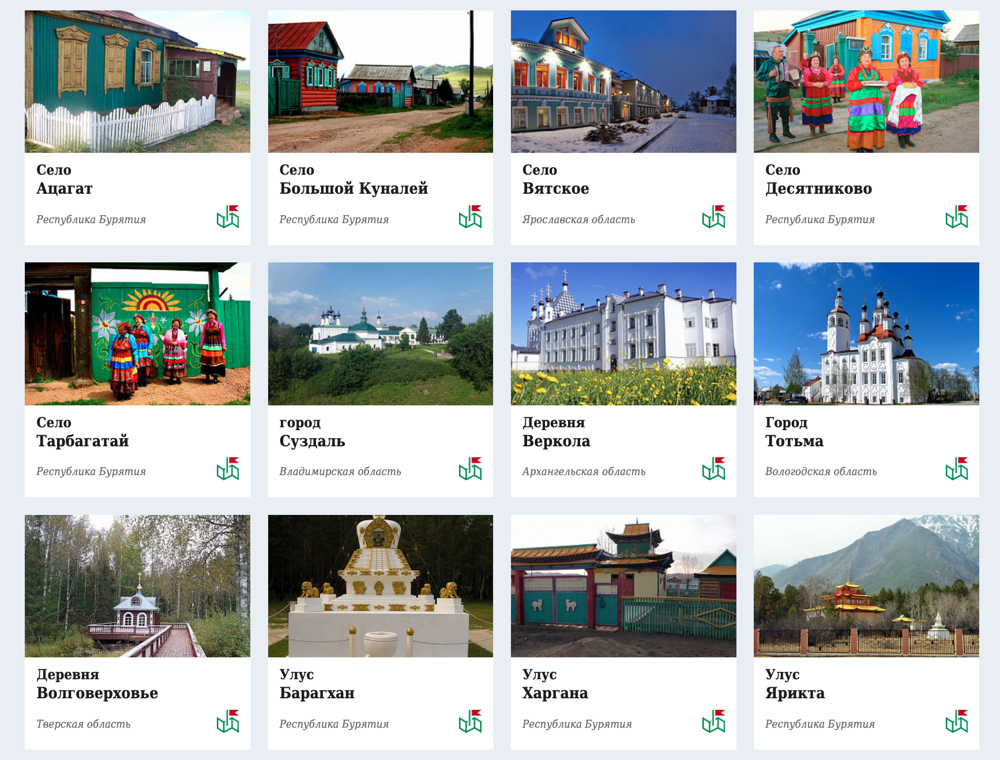 Село
Ацагат
Республика Бурятия
Село
Большой Куналей
Республика Бурятия
Село
Вятское
Ярославская область
Село
Десятниково
Республика Бурятия
Село
Тарбагатай
Республика Бурятия
город
Суздаль
Владимирская область
Деревня
Веркола
Архангельская область
Город
Тотьма
Вологодская область
Деревня
Волговерховье
Тверская область
Улус
Барагхан
Республика Бурятия
Улус
Харгана
Республика Бурятия
Улус
Ярикта
Республика Бурятия